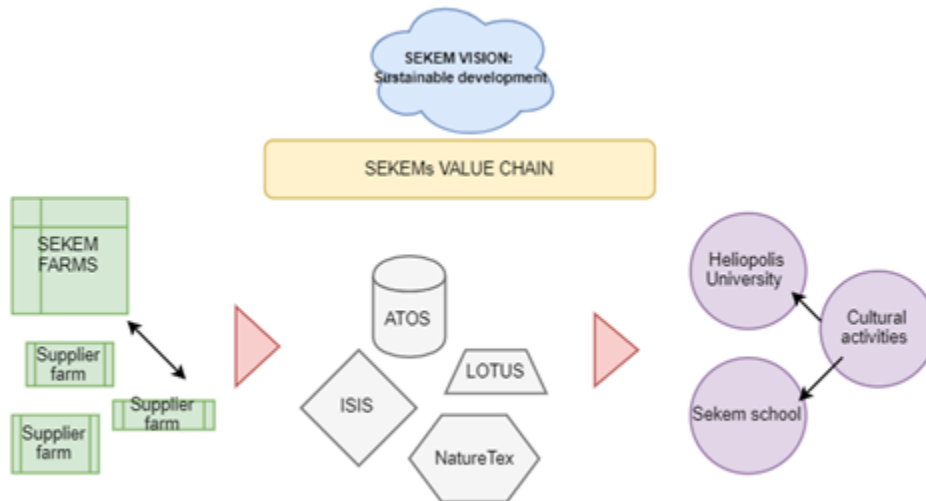 SEKEM VISION:
Sustainable development
SEKEMs VALUE CHAIN
SEKEM
FARMS
Supplier
farm
Supplier
farm
Supplier
farm
ATOS
LOTUS
ISIS
NatureTex
Heliopolis
University
Cultural
activities
Sekem school